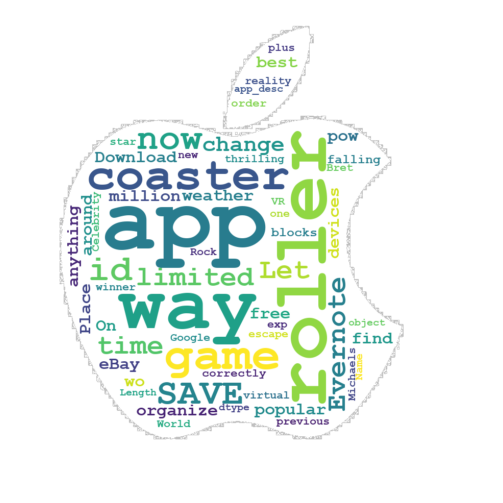 plus
best
reality
app_desc
order
star
now
change
pow
Download
new
thrilling
falling
Bret
coaster
million
weather
roller
Celebrity
around
anything
VR
one
devices
app
blocks
Rock
id
limited
Let
winner
Place
way
free
Evernote
On
exp
object
time
Google
escape
find
game
eBay
correctly
Michaels
Name
wo
Length
SAVE
virtual
organize
dtype
popular
World
previous